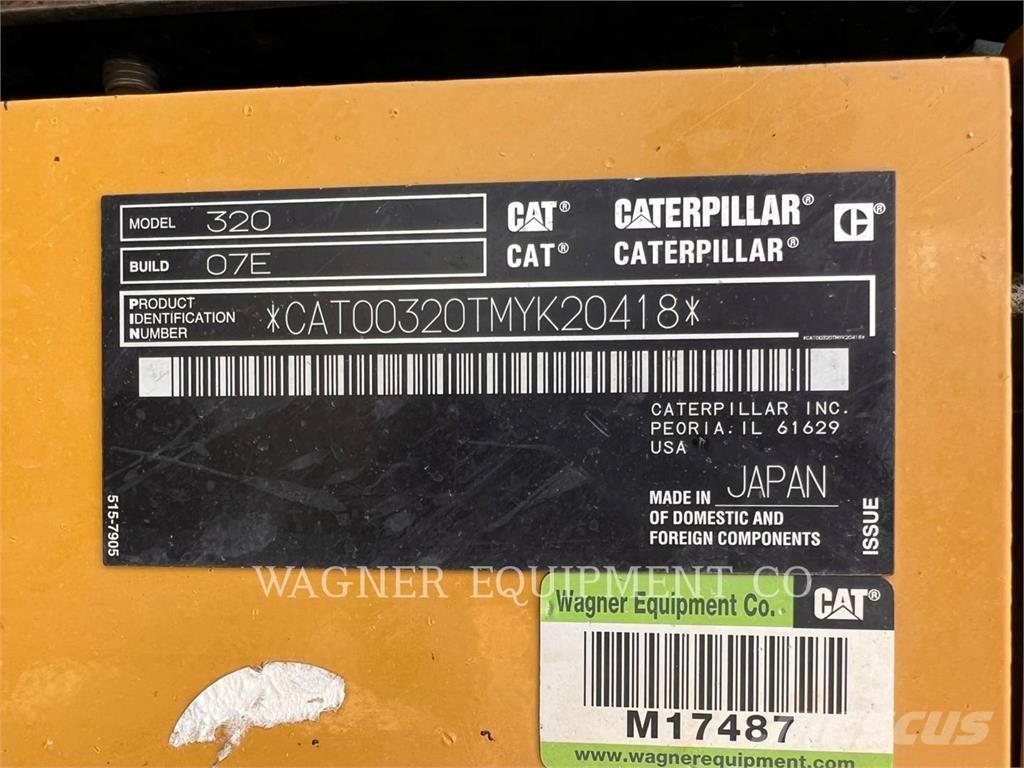 MODEL 320
BUILD 07E
CAT® CATERPILLAR® ®
CAT® CATERPILLAR®
PRODUCT
IDENTIFICATION
NUMBER
*CAT00320TMYK20418*
*CAT00320TMYK20418*
CATERPILLAR INC.
PEORIA, IL 61629
USA
MADE IN JAPAN
OF DOMESTIC AND
FOREIGN COMPONENTS
515-7905
ISSUE
WAGNER EQUIPMENT CO
Wagner Equipment Co. CAT®
M17487
www.wagnerequipment.com